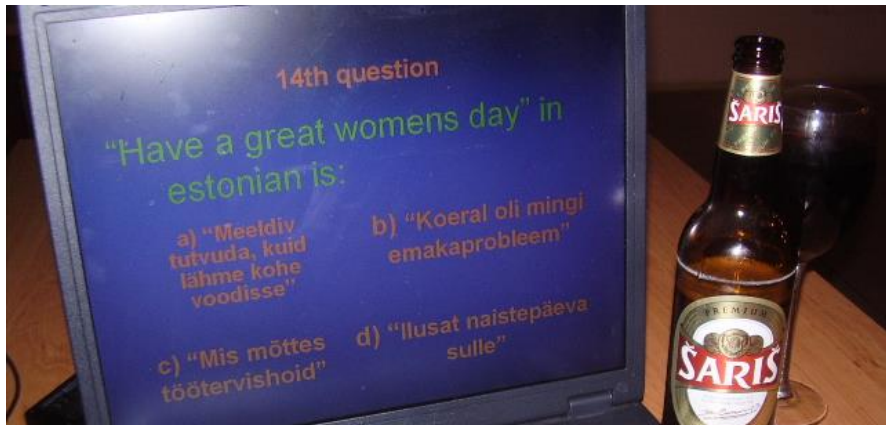 14th question
"Have a great womens day" in
estonian is:
a) "Meeldiv
tutvuda, kuid
lähme kohe
voodisse"
b) "Koeral oli mingi
emakaprobleem"
c) "Mis mõttes
töötervishoid"
d) "Ilusat naistepäeva
sulle"
ŠARIŠ
PREMIUM
ŠARIŠ